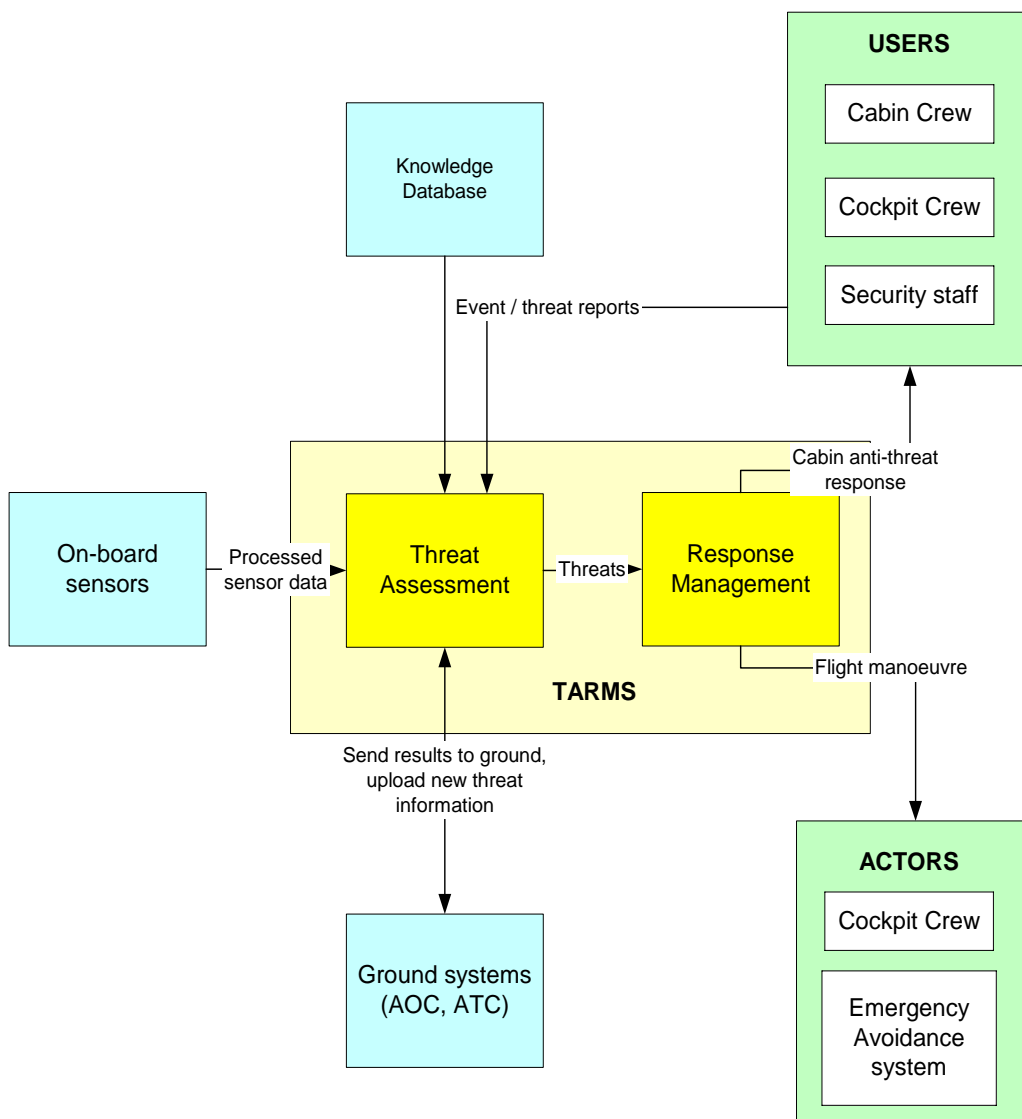 USERS
Cabin Crew
Knowledge
Database
Cockpit Crew
Security staff
Event / threat reports
Cabin anti-threat
response
On-board
sensors
Processed
sensor data
Threat
Assessment
Threats
Response
Management
Flight manoeuvre
TARMS
Send results to ground,
upload new threat
information
ACTORS
Cockpit Crew
Ground systems
(AOC, ATC)
Emergency
Avoidance
system